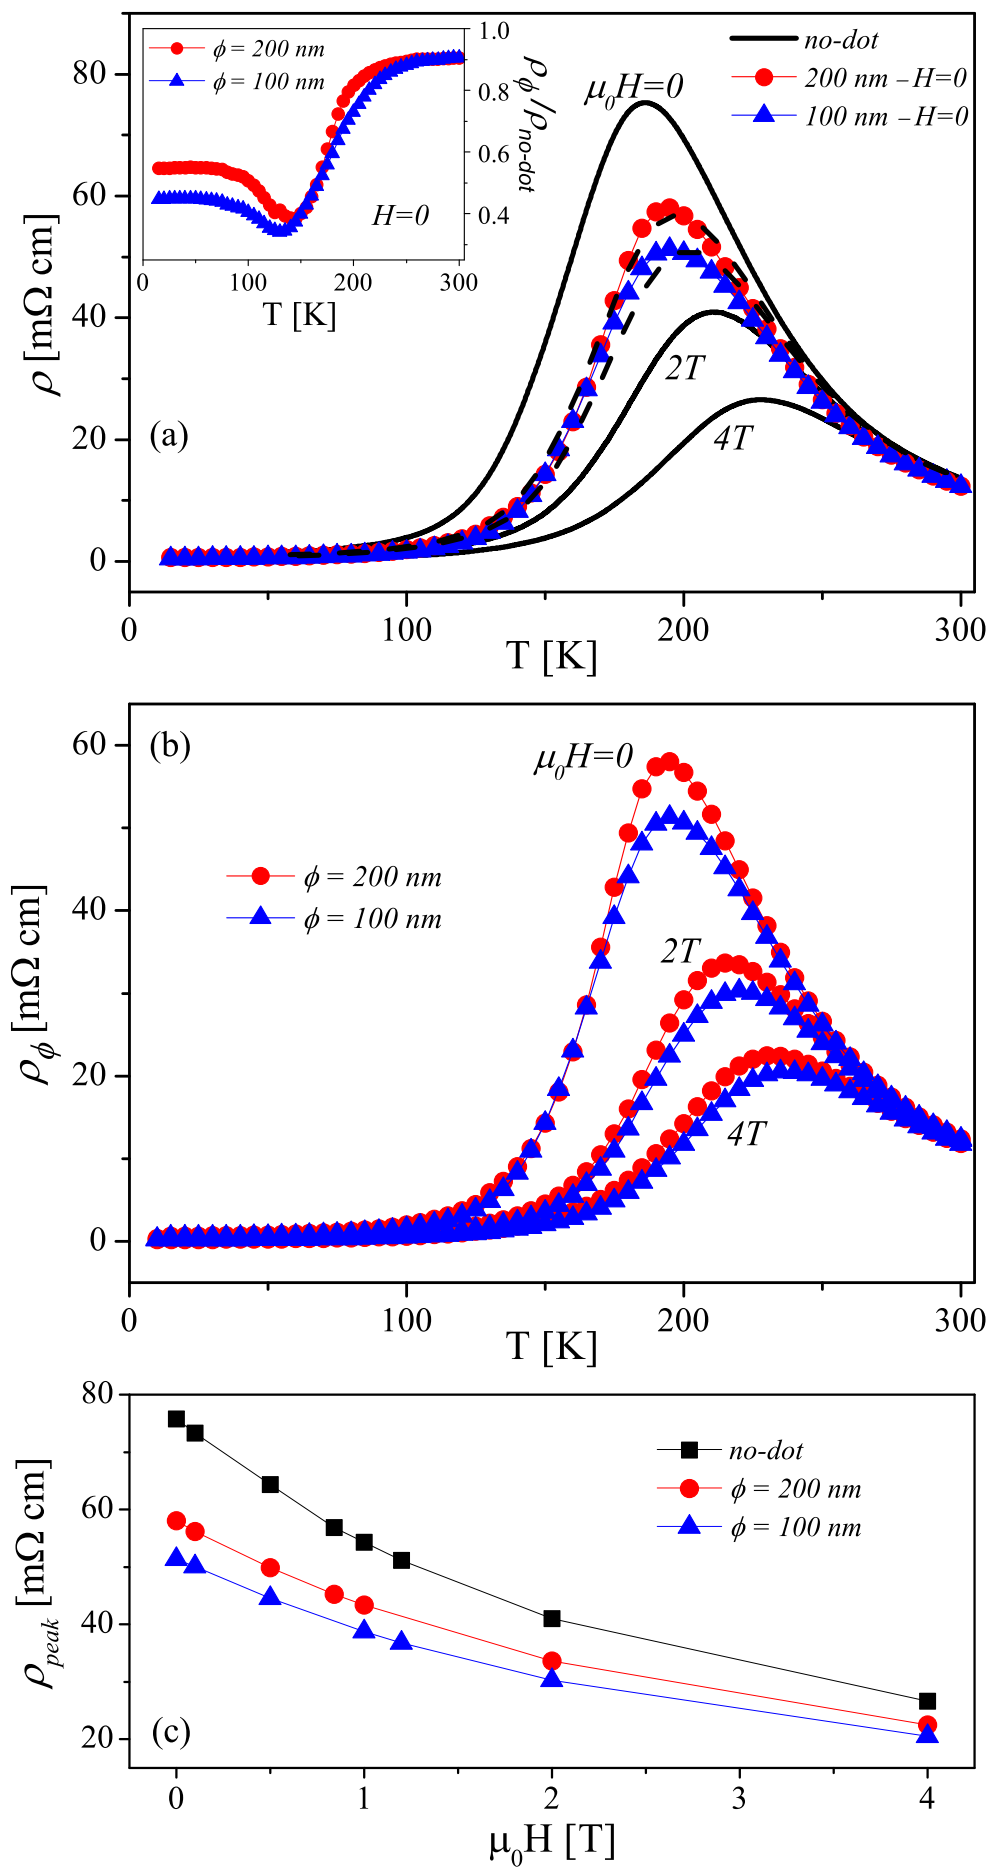 ϕ = 200 nm
ϕ = 100 nm
H=0
1.0
0.8
0.6
0.4
ρϕ/ρno-dot
0 100 200 300
T [K]
no-dot
200 nm – H=0
100 nm – H=0
μ0H=0
2T
4T
(a)
80
60
40
20
0
ρ [mΩ cm]
0 100 200 300
T [K]
(b)
μ0H=0
ϕ = 200 nm
ϕ = 100 nm
2T
4T
60
40
20
0
ρϕ [mΩ cm]
0 100 200 300
T [K]
80
60
40
20
ρpeak [mΩ cm]
no-dot
ϕ = 200 nm
ϕ = 100 nm
(c)
0 1 2 3 4
μ0H [T]